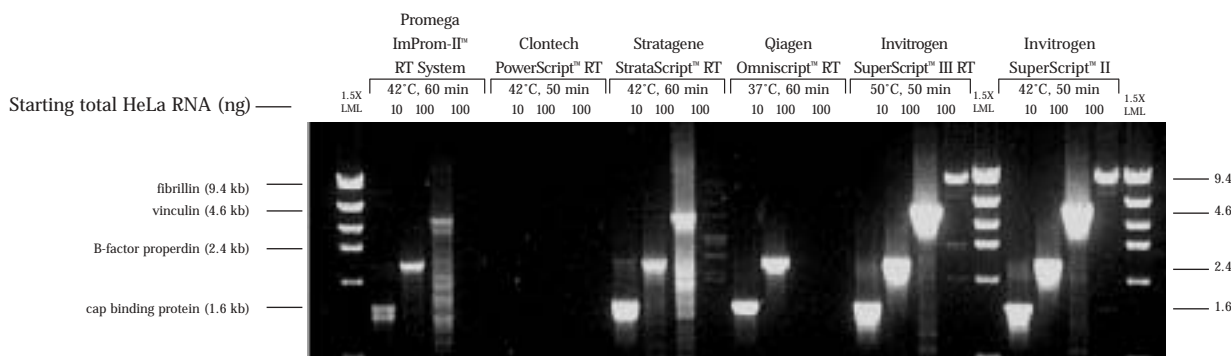 Promega
ImProm-II™
RT System
Clontech
PowerScript™ RT
Stratagene
StrataScript™ RT
Qiagen
Omniscript™ RT
Invitrogen
SuperScript™ III RT
Invitrogen
SuperScript™ II
42˚C, 60 min
42˚C, 50 min
42˚C, 60 min
37˚C, 60 min
50˚C, 50 min
42˚C, 50 min
Starting total HeLa RNA (ng)
1.5X
LML
10 100 100
10 100 100
10 100 100
10 100 100
10 100 100
1.5X
LML
10 100 100
1.5X
LML
fibrillin (9.4 kb)
vinculin (4.6 kb)
B-factor properdin (2.4 kb)
cap binding protein (1.6 kb)
9.4
4.6
2.4
1.6